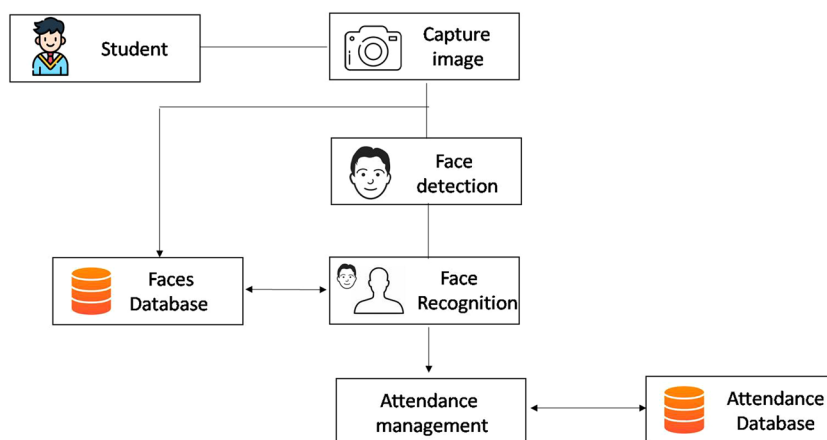 Student
Capture
image
Face
detection
Faces
Database
Face
Recognition
Attendance
management
Attendance
Database